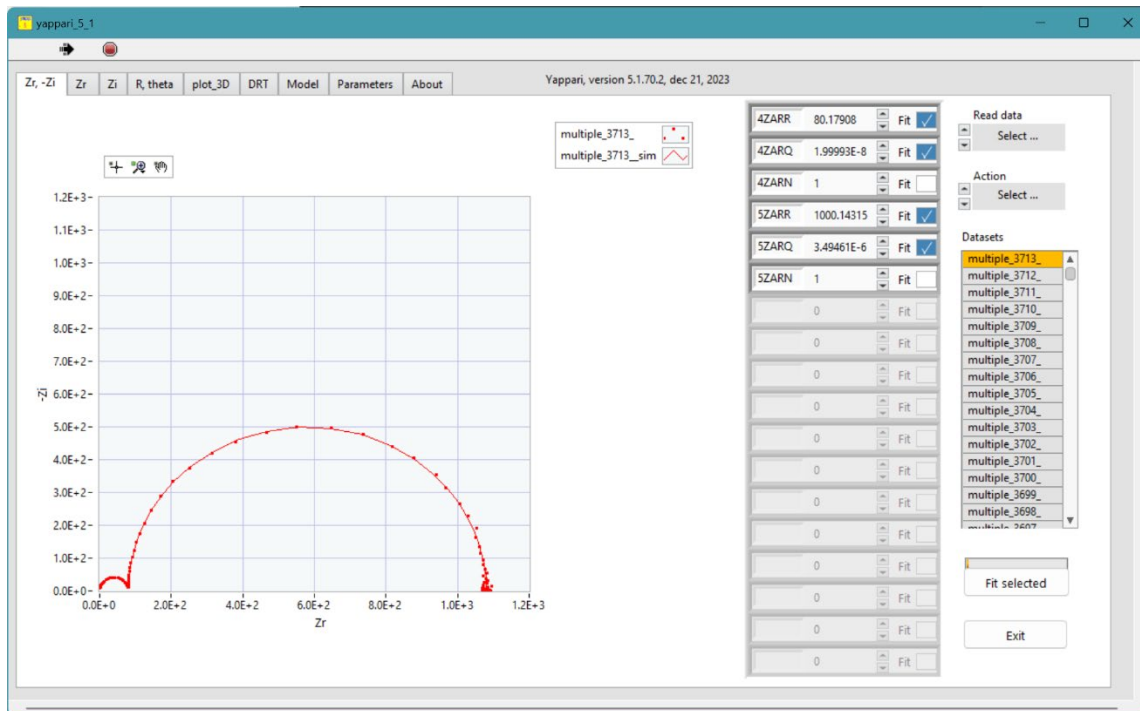 yappari_5_1
Zr, -Zi Zr Zi R, theta plot_3D DRT Model Parameters About
Yappari, version 5.1.70.2, dec 21, 2023
multiple_3713_
multiple_3713__sim
1.2E+3
1.1E+3
1.0E+3
9.0E+2
8.0E+2
7.0E+2
6.0E+2
5.0E+2
4.0E+2
3.0E+2
2.0E+2
1.0E+2
0.0E+0
-Zi
0.0E+0 2.0E+2 4.0E+2 6.0E+2 8.0E+2 1.0E+3 1.2E+3
Zr
4ZARR 80.17908 Fit
4ZARQ 1.99993E-8 Fit
4ZARN 1 Fit
5ZARR 1000.14315 Fit
5ZARQ 3.49461E-6 Fit
5ZARN 1 Fit
0 Fit
0 Fit
0 Fit
0 Fit
0 Fit
0 Fit
0 Fit
0 Fit
0 Fit
0 Fit
0 Fit
0 Fit
Read data
Select ...
Action
Select ...
Datasets
multiple_3713_
multiple_3712_
multiple_3711_
multiple_3710_
multiple_3709_
multiple_3708_
multiple_3707_
multiple_3706_
multiple_3705_
multiple_3704_
multiple_3703_
multiple_3702_
multiple_3701_
multiple_3700_
multiple_3699_
multiple_3698_
multiple_3697_
Fit selected
Exit